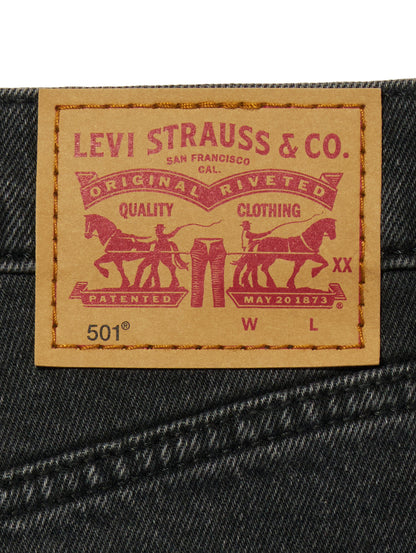 LEVI STRAUSS & CO.
SAN FRANCISCO
CAL.
ORIGINAL RIVETED
QUALITY CLOTHING
XX
PATENTED MAY 20 1873 ®
501® W L